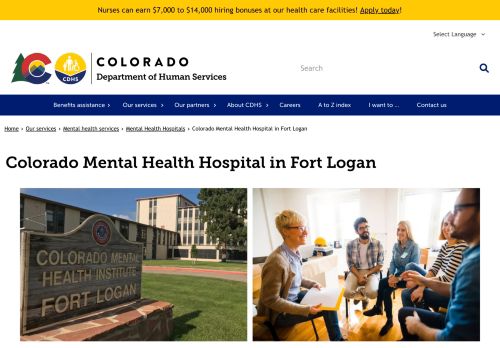 Nurses can earn $7,000 to $14,000 hiring bonuses at our health care facilities! Apply today!
Select Language
COLORADO
Department of Human Services
CDHS
Search
Benefits assistance › Our services › Our partners › About CDHS › Careers A to Z index I want to ... Contact us
Home › Our services › Mental health services › Mental Health Hospitals › Colorado Mental Health Hospital in Fort Logan
Colorado Mental Health Hospital in Fort Logan
COLORADO MENTAL
HEALTH INSTITUTE
FORT LOGAN